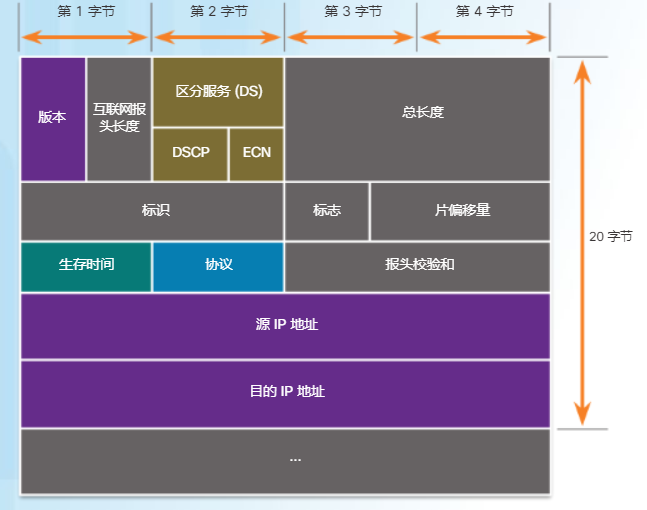 第 1 字节 第 2 字节 第 3 字节 第 4 字节
版本
互联网报
头长度
区分服务 (DS)
DSCP
ECN
总长度
标识
标志
片偏移量
20 字节
生存时间
协议
报头校验和
源 IP 地址
目的 IP 地址
...